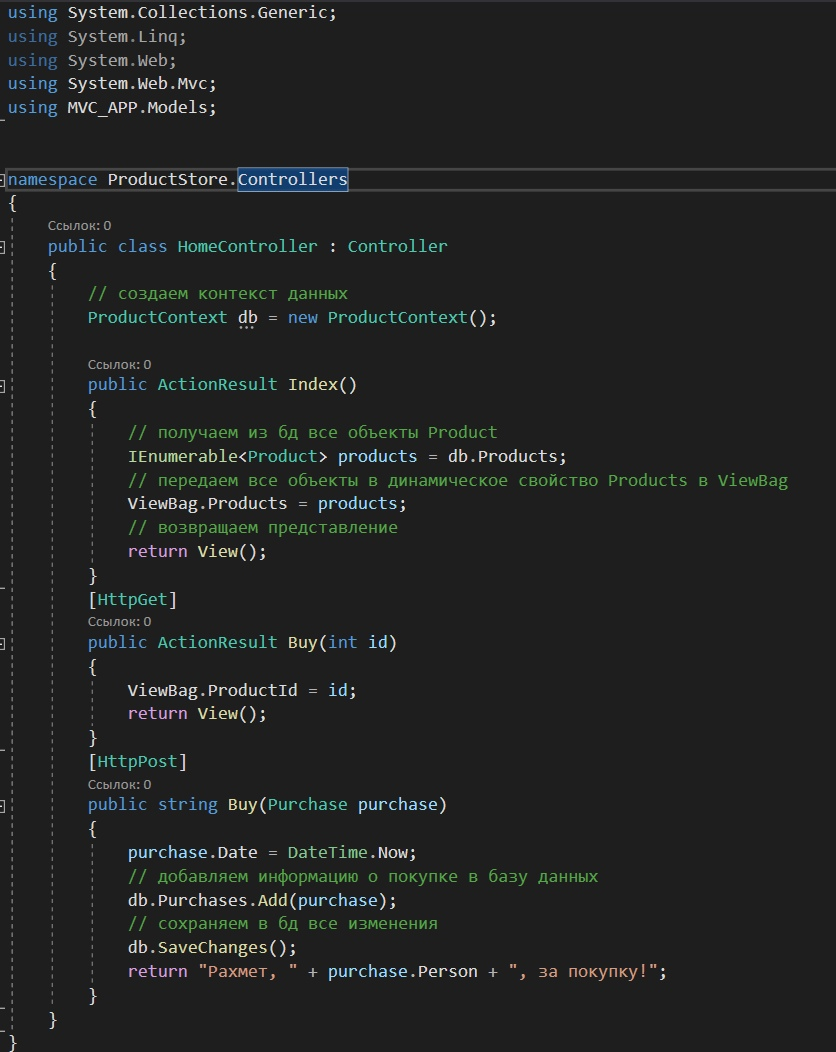 using System.Collections.Generic;
using System.Linq;
using System.Web;
using System.Web.Mvc;
using MVC_APP.Models;
namespace ProductStore.Controllers
{
Ссылок: 0
public class HomeController : Controller
{
// создаем контекст данных
ProductContext db = new ProductContext();
Ссылок: 0
public ActionResult Index()
{
// получаем из бд все объекты Product
IEnumerable<Product> products = db.Products;
// передаем все объекты в динамическое свойство Products в ViewBag
ViewBag.Products = products;
// возвращаем представление
return View();
}
[HttpGet]
Ссылок: 0
public ActionResult Buy(int id)
{
ViewBag.ProductId = id;
return View();
}
[HttpPost]
Ссылок: 0
public string Buy(Purchase purchase)
{
purchase.Date = DateTime.Now;
// добавляем информацию о покупке в базу данных
db.Purchases.Add(purchase);
// сохраняем в бд все изменения
db.SaveChanges();
return "Рахмет, " + purchase.Person + ", за покупку!";
}
}
}